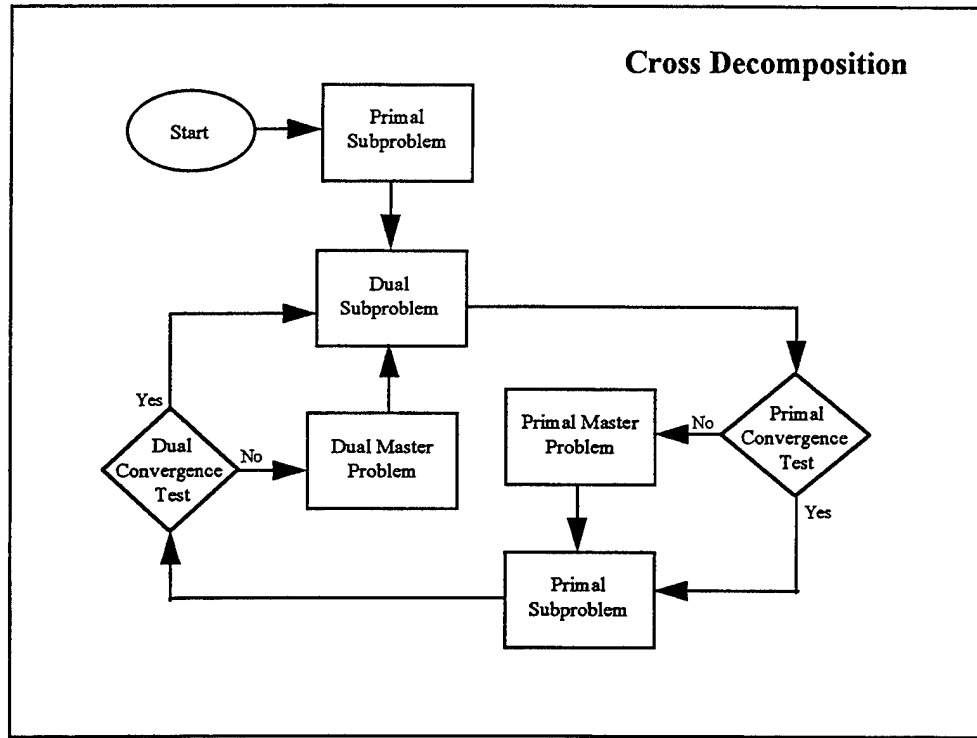 Cross Decomposition
Start
Primal
Subproblem
Dual
Subproblem
Yes
Dual
Convergence
Test
No
Dual Master
Problem
Primal Master
Problem
No
Primal
Convergence
Test
Yes
Primal
Subproblem